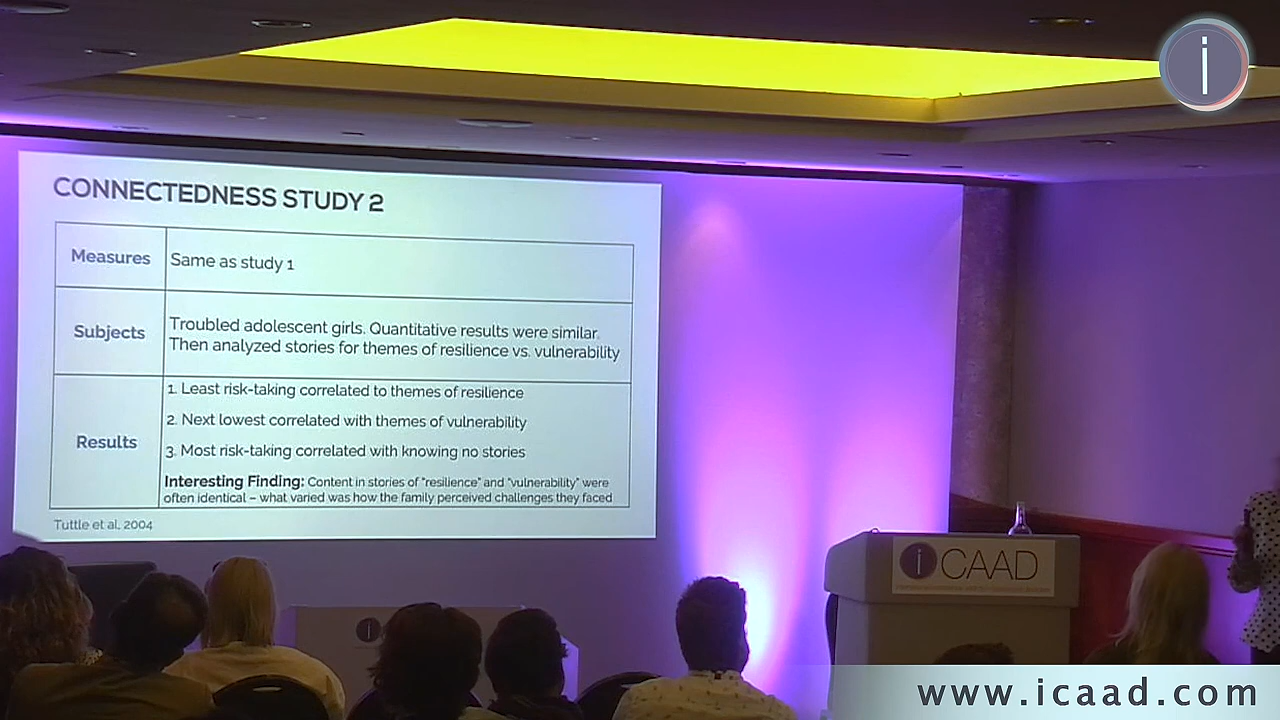 i
CONNECTEDNESS STUDY 2
Measures
Same as study 1
Subjects
Troubled adolescent girls. Quantitative results were similar.
Then analyzed stories for themes of resilience vs. vulnerability
Results
1. Least risk-taking correlated to themes of resilience
2. Next lowest correlated with themes of vulnerability
3. Most risk-taking correlated with knowing no stories
Interesting Finding: Content in stories of "resilience" and "vulnerability" were
often identical – what varied was how the family perceived challenges they faced
Tuttle et al, 2004
i CAAD
i
www.icaad.com